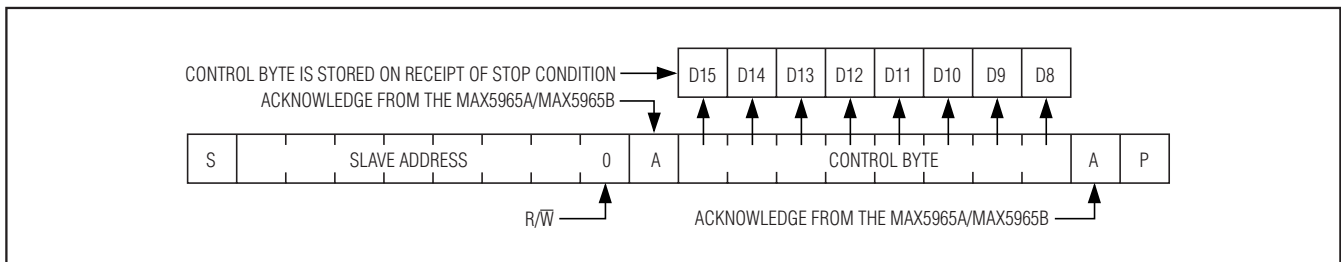 CONTROL BYTE IS STORED ON RECEIPT OF STOP CONDITION D15 D14 D13 D12 D11 D10 D9 D8
ACKNOWLEDGE FROM THE MAX5965A/MAX5965B
S SLAVE ADDRESS 0 A CONTROL BYTE A P
R/W̅ ACKNOWLEDGE FROM THE MAX5965A/MAX5965B